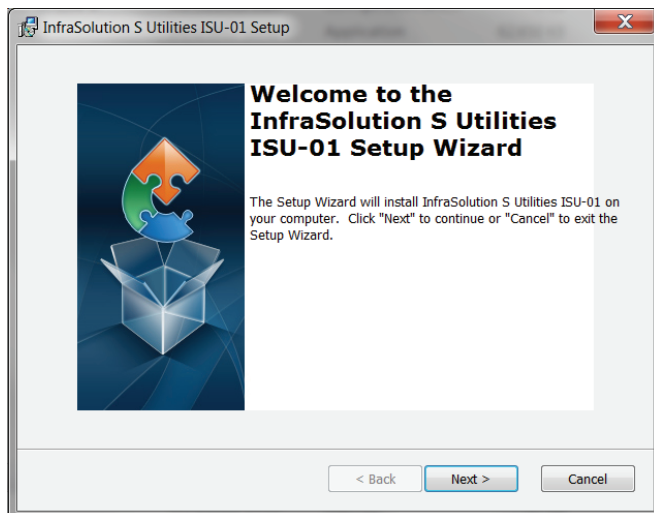 InfraSolution S Utilities ISU-01 Setup
Welcome to the
InfraSolution S Utilities
ISU-01 Setup Wizard
The Setup Wizard will install InfraSolution S Utilities ISU-01 on
your computer.  Click "Next" to continue or "Cancel" to exit the
Setup Wizard.
< Back
Next >
Cancel